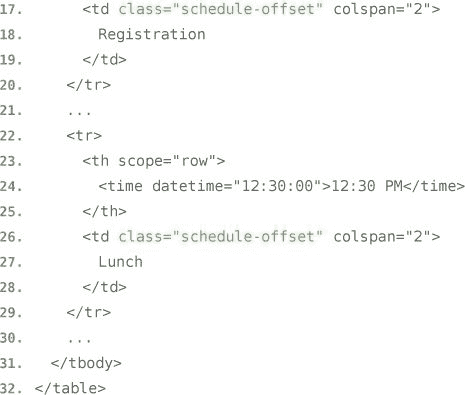 17. <td class="schedule-offset" colspan="2">
18. Registration
19. </td>
20. </tr>
21. ...
22. <tr>
23. <th scope="row">
24. <time datetime="12:30:00">12:30 PM</time>
25. </th>
26. <td class="schedule-offset" colspan="2">
27. Lunch
28. </td>
29. </tr>
30. ...
31. </tbody>
32. </table>